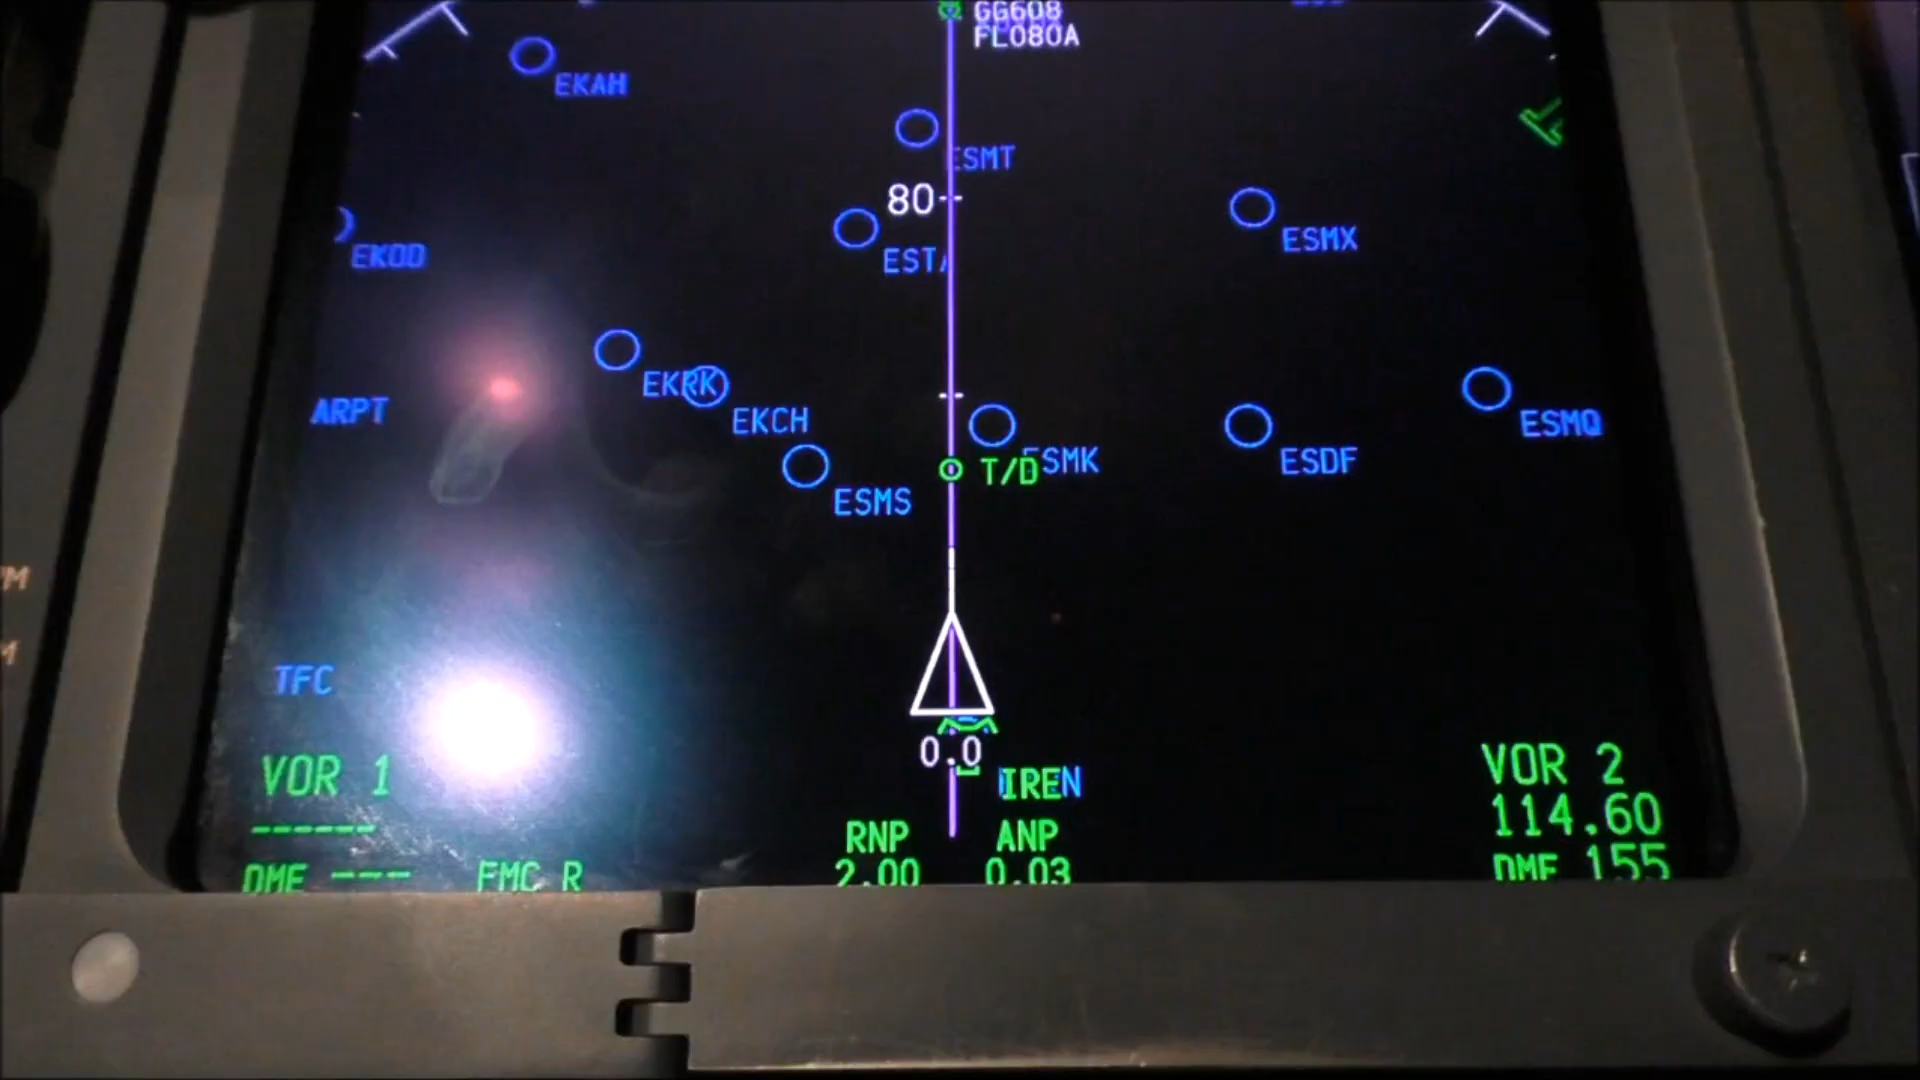 GG608
FL080A
EKAH
ESMT
80
ESMX
EKOD
ESTA
EKRK
ARPT
EKCH
ESMQ
T/D
ESMK
ESDF
ESMS
TFC
0.0
VOR 1
------
DME ---
FMC R
IREN
RNP
2.00
ANP
0.03
VOR 2
114.60
DME 155